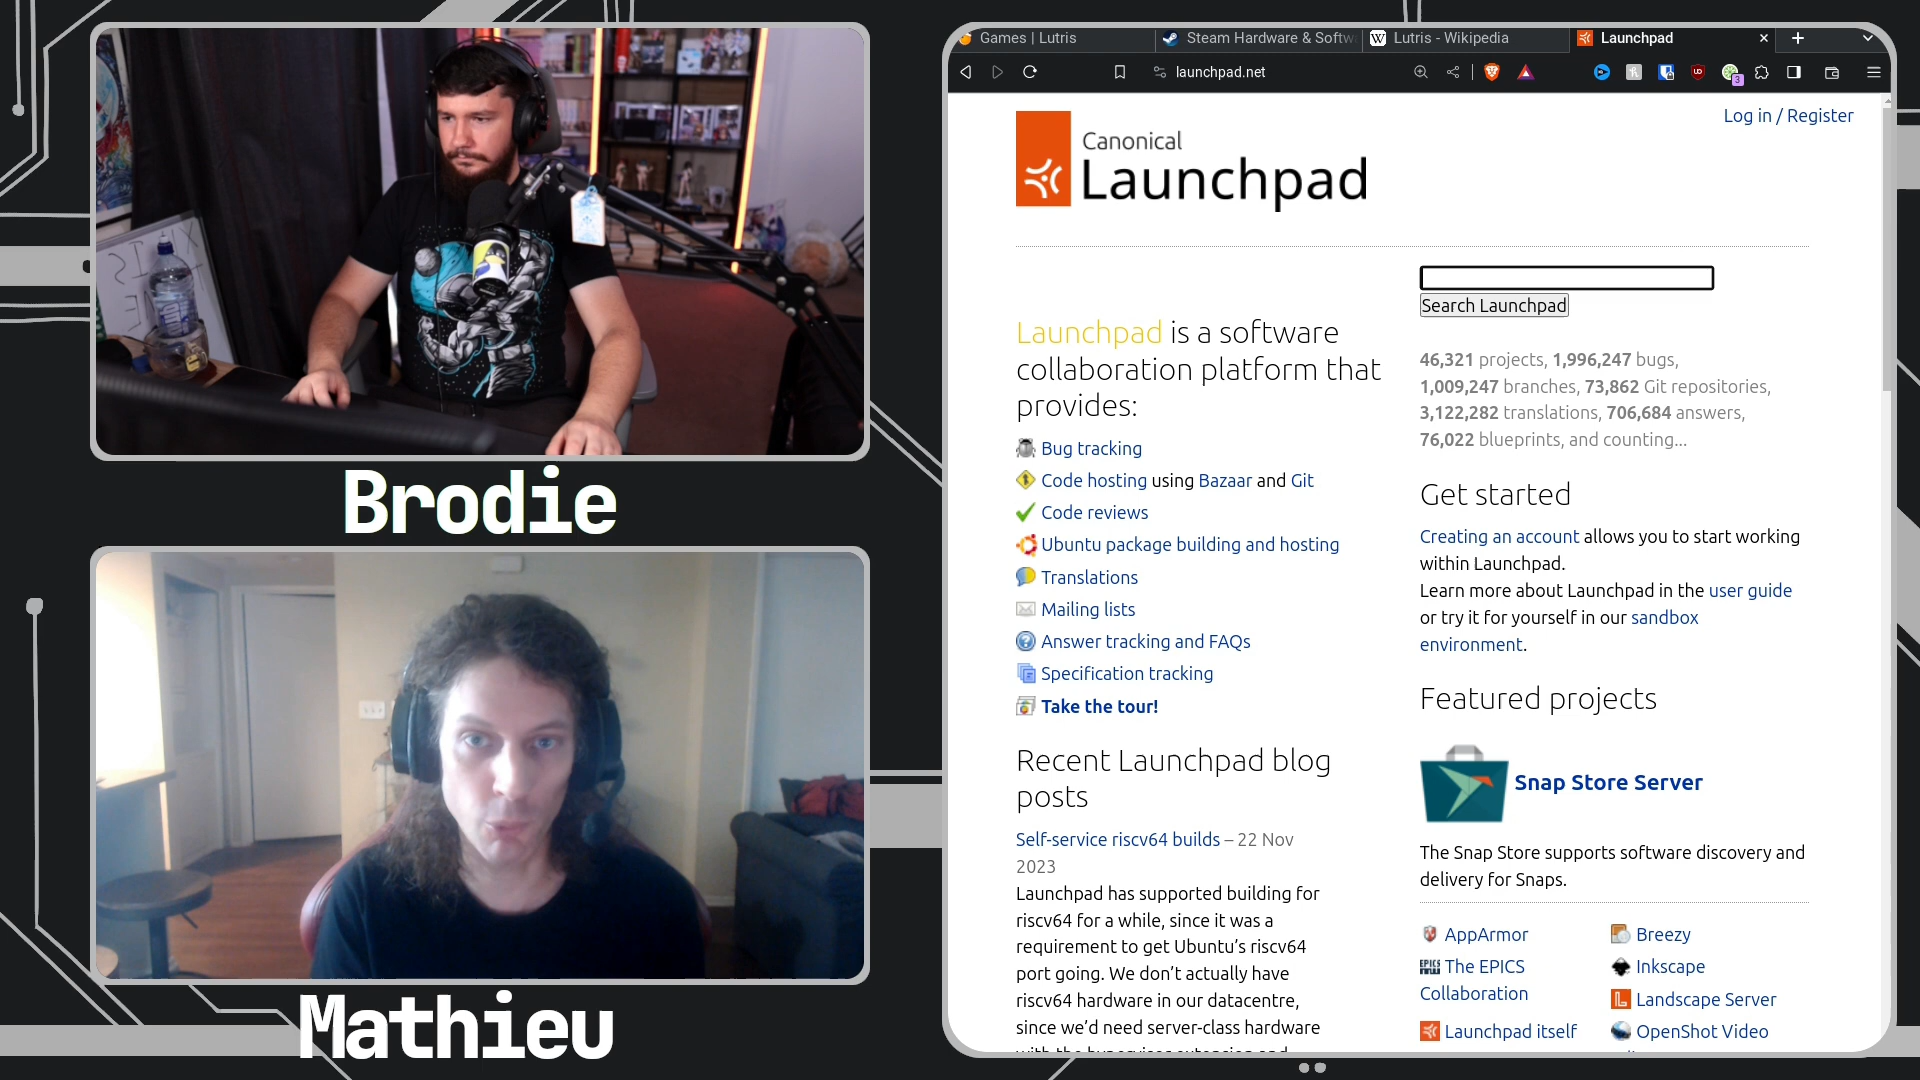 Games | Lutris
Steam Hardware & Softw
Lutris - Wikipedia
Launchpad
launchpad.net
3
Log in / Register
Canonical
Launchpad
Search Launchpad
Launchpad is a software
collaboration platform that
provides:
Bug tracking
Code hosting using Bazaar and Git
Code reviews
Ubuntu package building and hosting
Translations
Mailing lists
Answer tracking and FAQs
Specification tracking
Take the tour!
Recent Launchpad blog
posts
Self-service riscv64 builds – 22 Nov
2023
Launchpad has supported building for
riscv64 for a while, since it was a
requirement to get Ubuntu’s riscv64
port going. We don’t actually have
riscv64 hardware in our datacentre,
since we’d need server-class hardware
46,321 projects, 1,996,247 bugs,
1,009,247 branches, 73,862 Git repositories,
3,122,282 translations, 706,684 answers,
76,022 blueprints, and counting...
Get started
Creating an account allows you to start working
within Launchpad.
Learn more about Launchpad in the user guide
or try it for yourself in our sandbox
environment.
Featured projects
Snap Store Server
The Snap Store supports software discovery and
delivery for Snaps.
AppArmor
Breezy
EPICS The EPICS
Collaboration
Inkscape
Landscape Server
Launchpad itself
OpenShot Video
Brodie
Mathieu